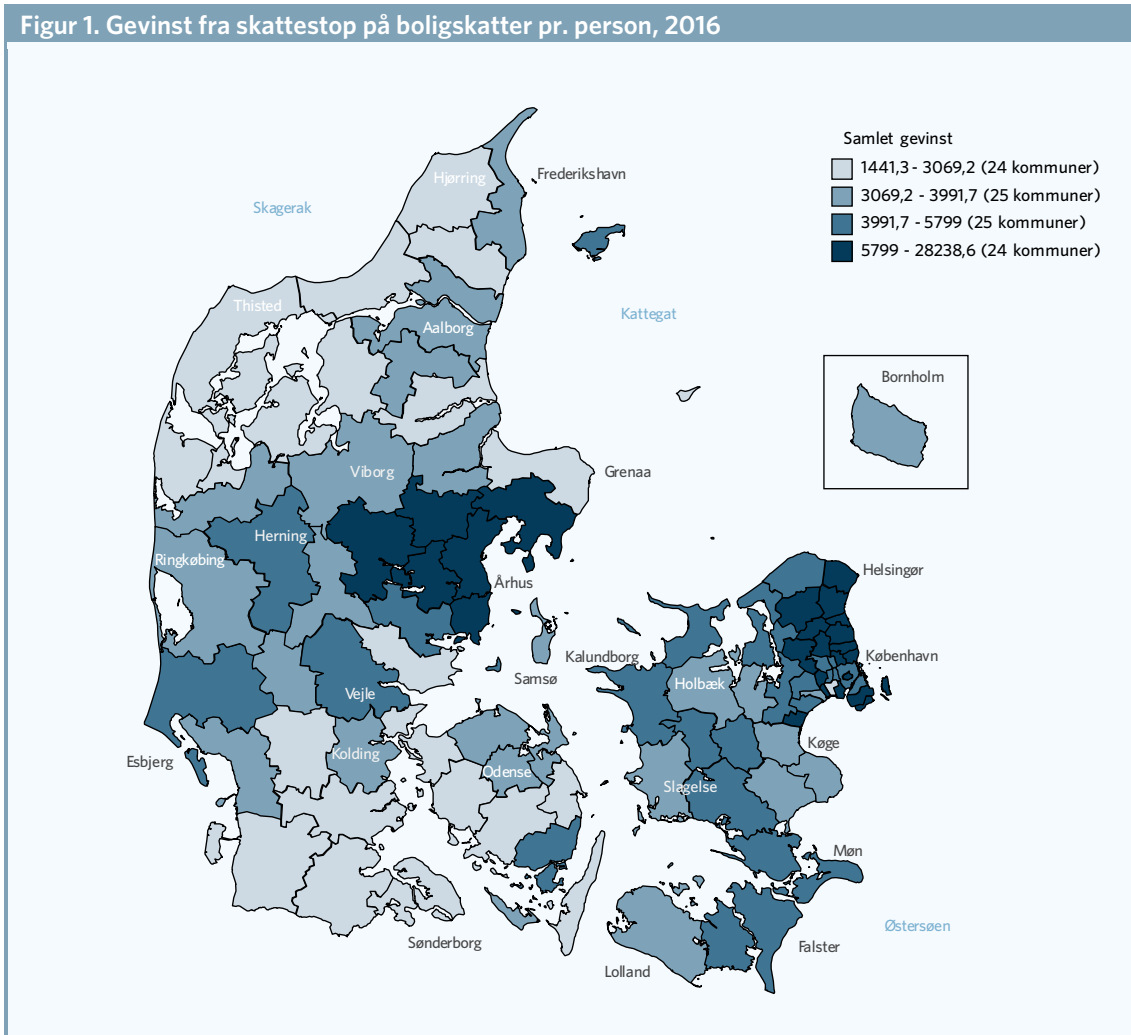 Figur 1. Gevinst fra skattestop på boligskatter pr. person, 2016
Samlet gevinst
1441,3 - 3069,2 (24 kommuner)
3069,2 - 3991,7 (25 kommuner)
3991,7 - 5799 (25 kommuner)
5799 - 28238,6 (24 kommuner)
Hjørring
Frederikshavn
Skagerak
Thisted
Kattegat
Aalborg
Bornholm
Viborg
Grenaa
Herning
Ringkøbing
Århus
Helsingør
Kalundborg
København
Samsø
Holbæk
Vejle
Køge
Kolding
Esbjerg
Odense
Slagelse
Møn
Østersøen
Sønderborg
Falster
Lolland